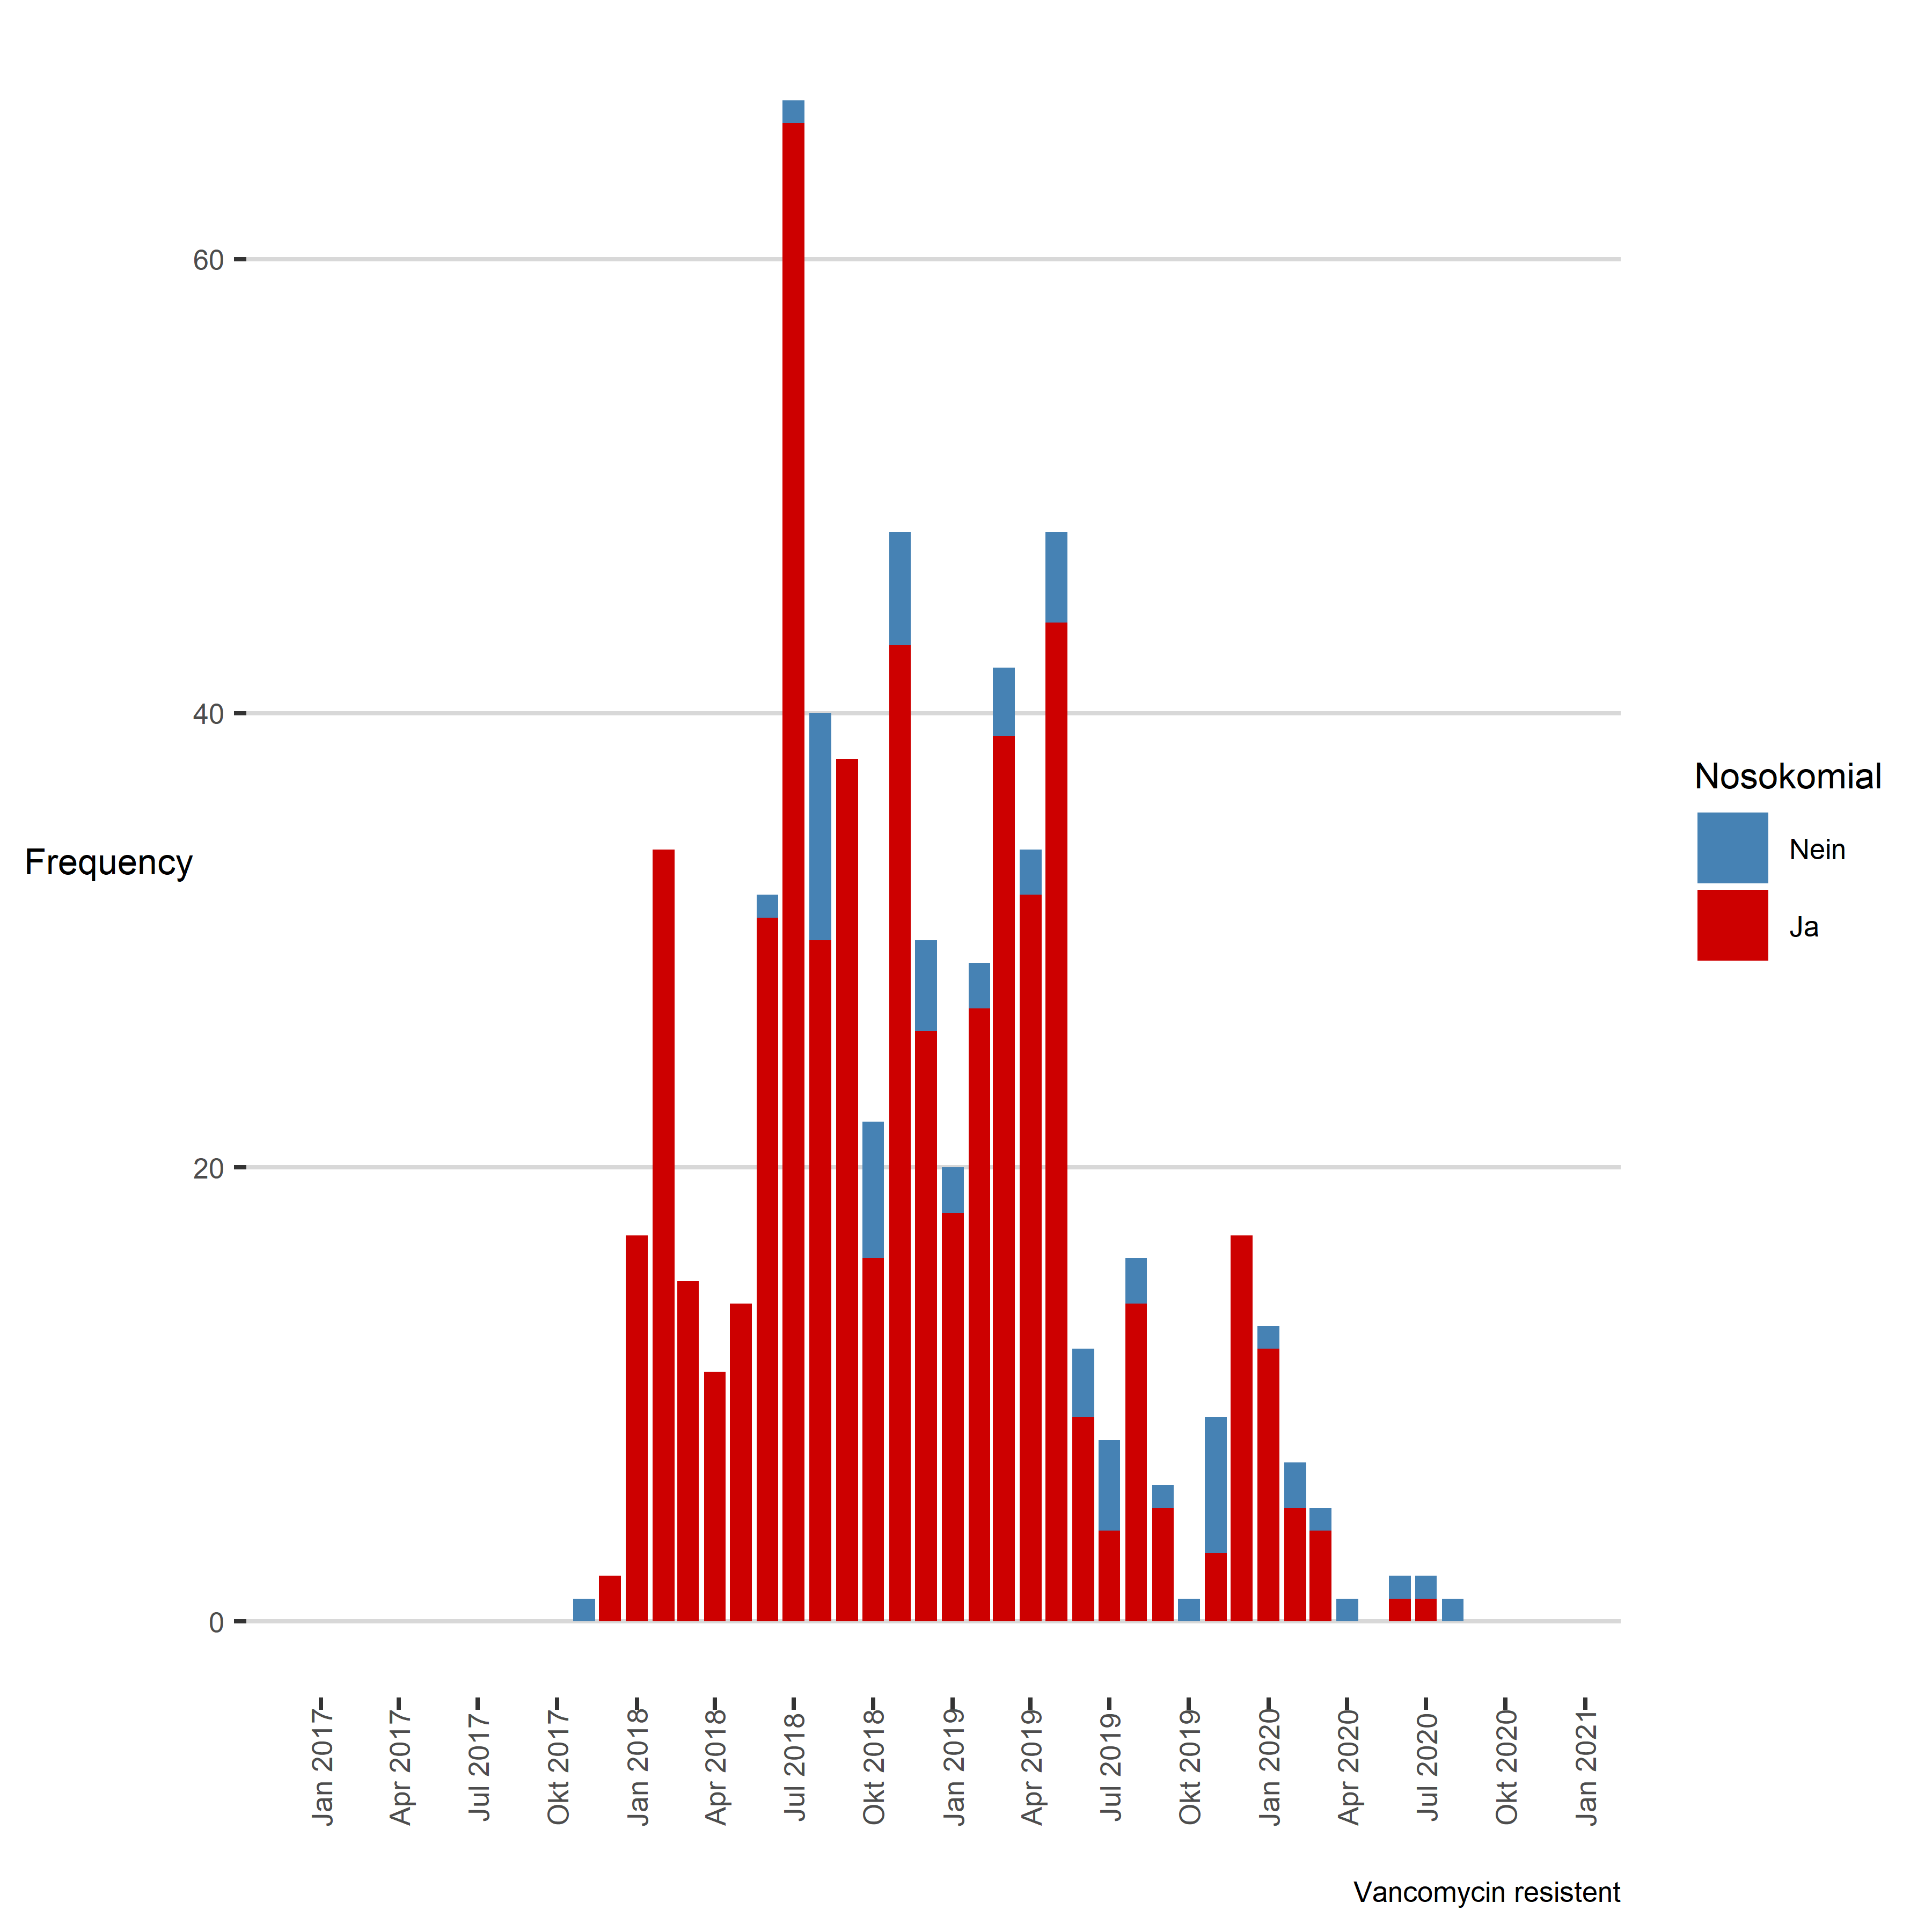 60
40
20
0
Frequency
Jan 2017
Apr 2017
Jul 2017
Okt 2017
Jan 2018
Apr 2018
Jul 2018
Okt 2018
Jan 2019
Apr 2019
Jul 2019
Okt 2019
Jan 2020
Apr 2020
Jul 2020
Okt 2020
Jan 2021
Nosokomial
Nein
Ja
Vancomycin resistent